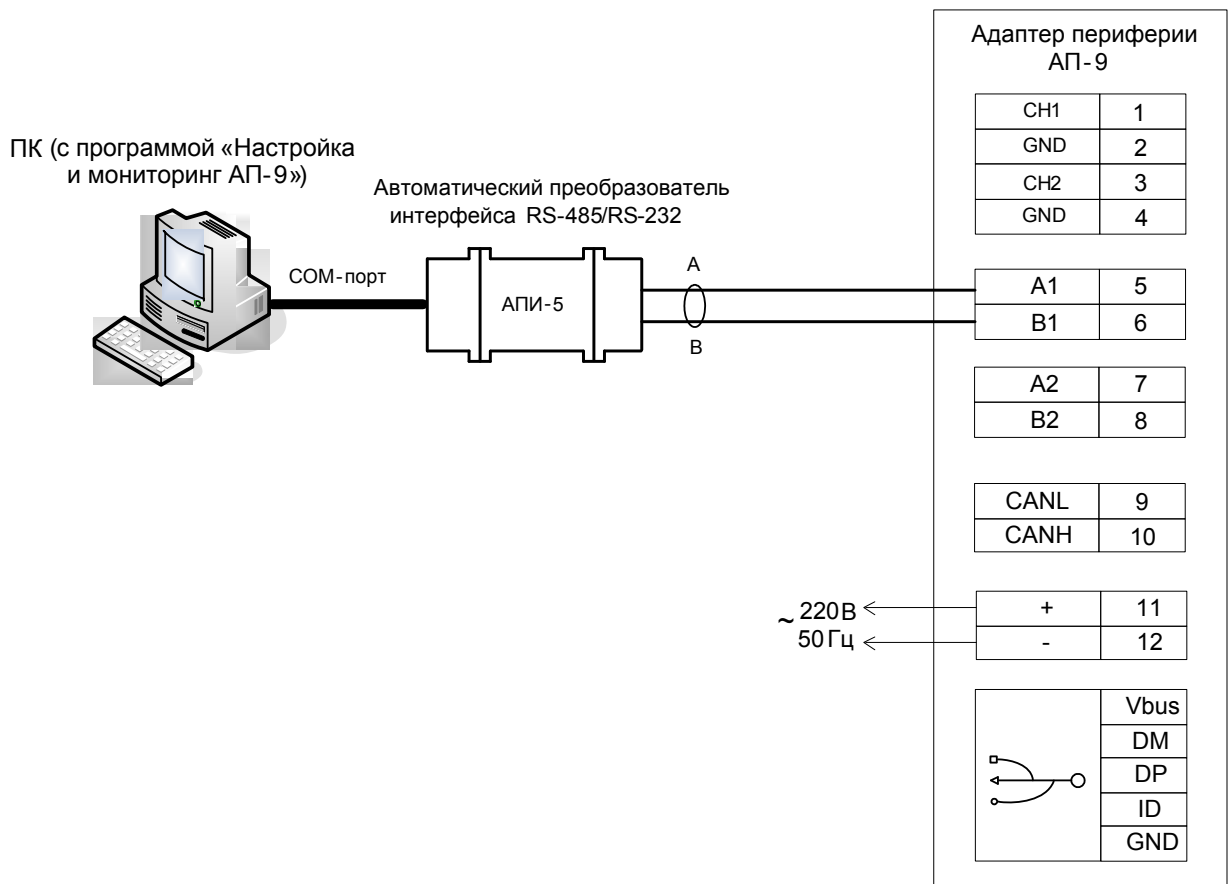 Адаптер периферии
АП-9
CH1 1
GND 2
CH2 3
GND 4
ПК (с программой «Настройка
и мониторинг АП-9»)
Автоматический преобразователь
интерфейса RS-485/RS-232
COM-порт
АПИ-5
A
B
A1 5
B1 6
A2 7
B2 8
CANL 9
CANH 10
~ 220В
50Гц
+ 11
- 12
Vbus
DM
DP
ID
GND